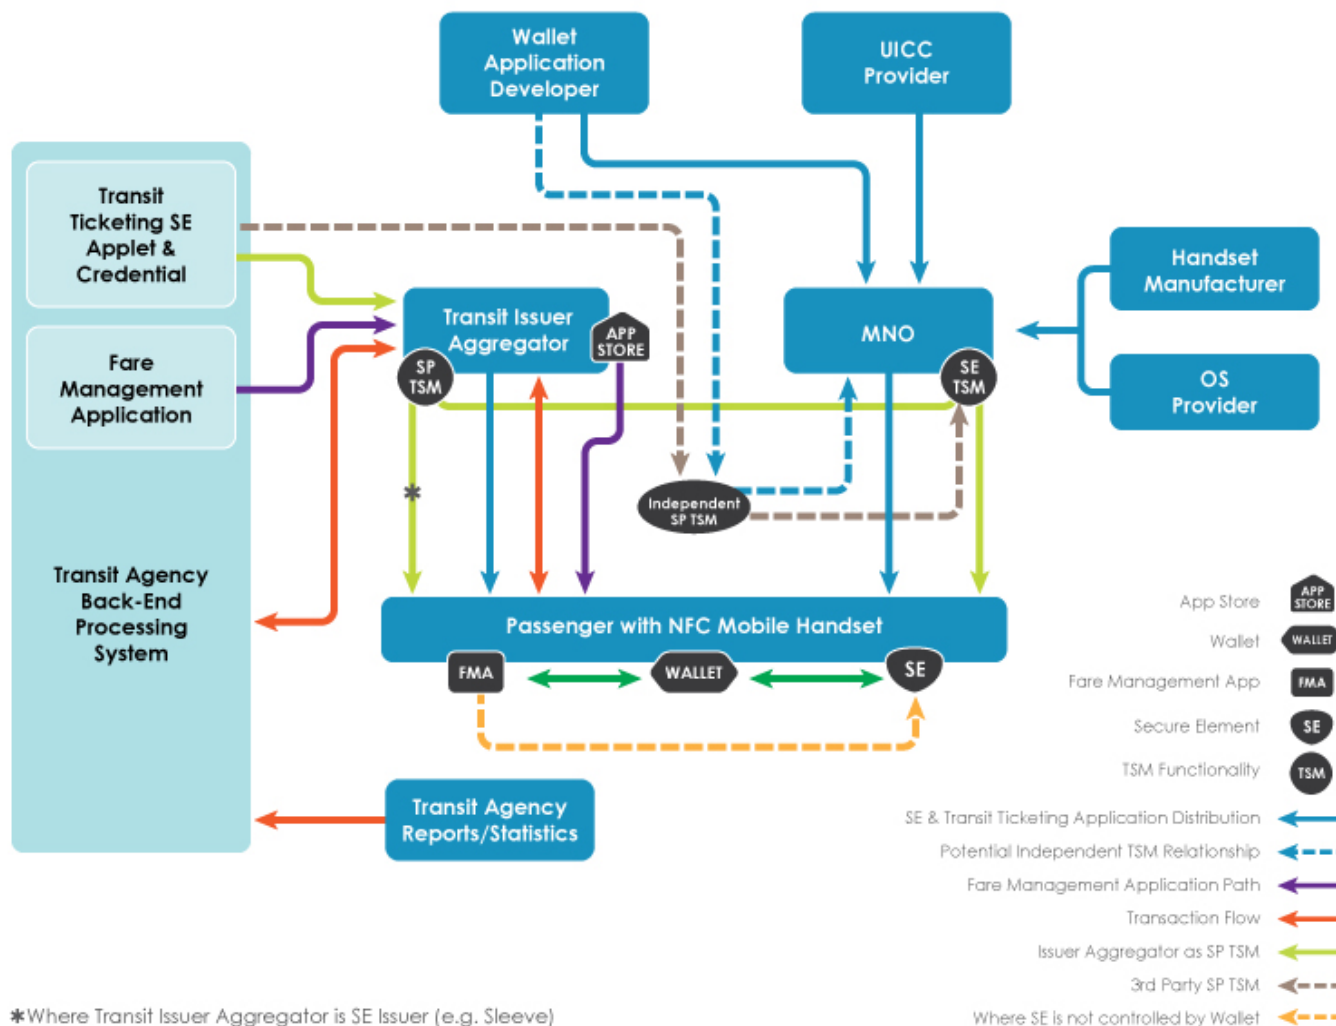 Wallet
Application
Developer
UICC
Provider
Transit
Ticketing SE
Applet &
Credential
Handset
Manufacturer
Transit Issuer
Aggregator
APP
STORE
MNO
SP
TSM
SE
TSM
Fare
Management
Application
OS
Provider
Independent
SP TSM
✱
Transit Agency
Back-End
Processing
System
Passenger with NFC Mobile Handset
FMA
WALLET
SE
Transit Agency
Reports/Statistics
App Store
APP
STORE
Wallet
WALLET
Fare Management App
FMA
Secure Element
SE
TSM Functionality
TSM
SE & Transit Ticketing Application Distribution
Potential Independent TSM Relationship
Fare Management Application Path
Transaction Flow
Issuer Aggregator as SP TSM
3rd Party SP TSM
Where SE is not controlled by Wallet
✱Where Transit Issuer Aggregator is SE Issuer (e.g. Sleeve)